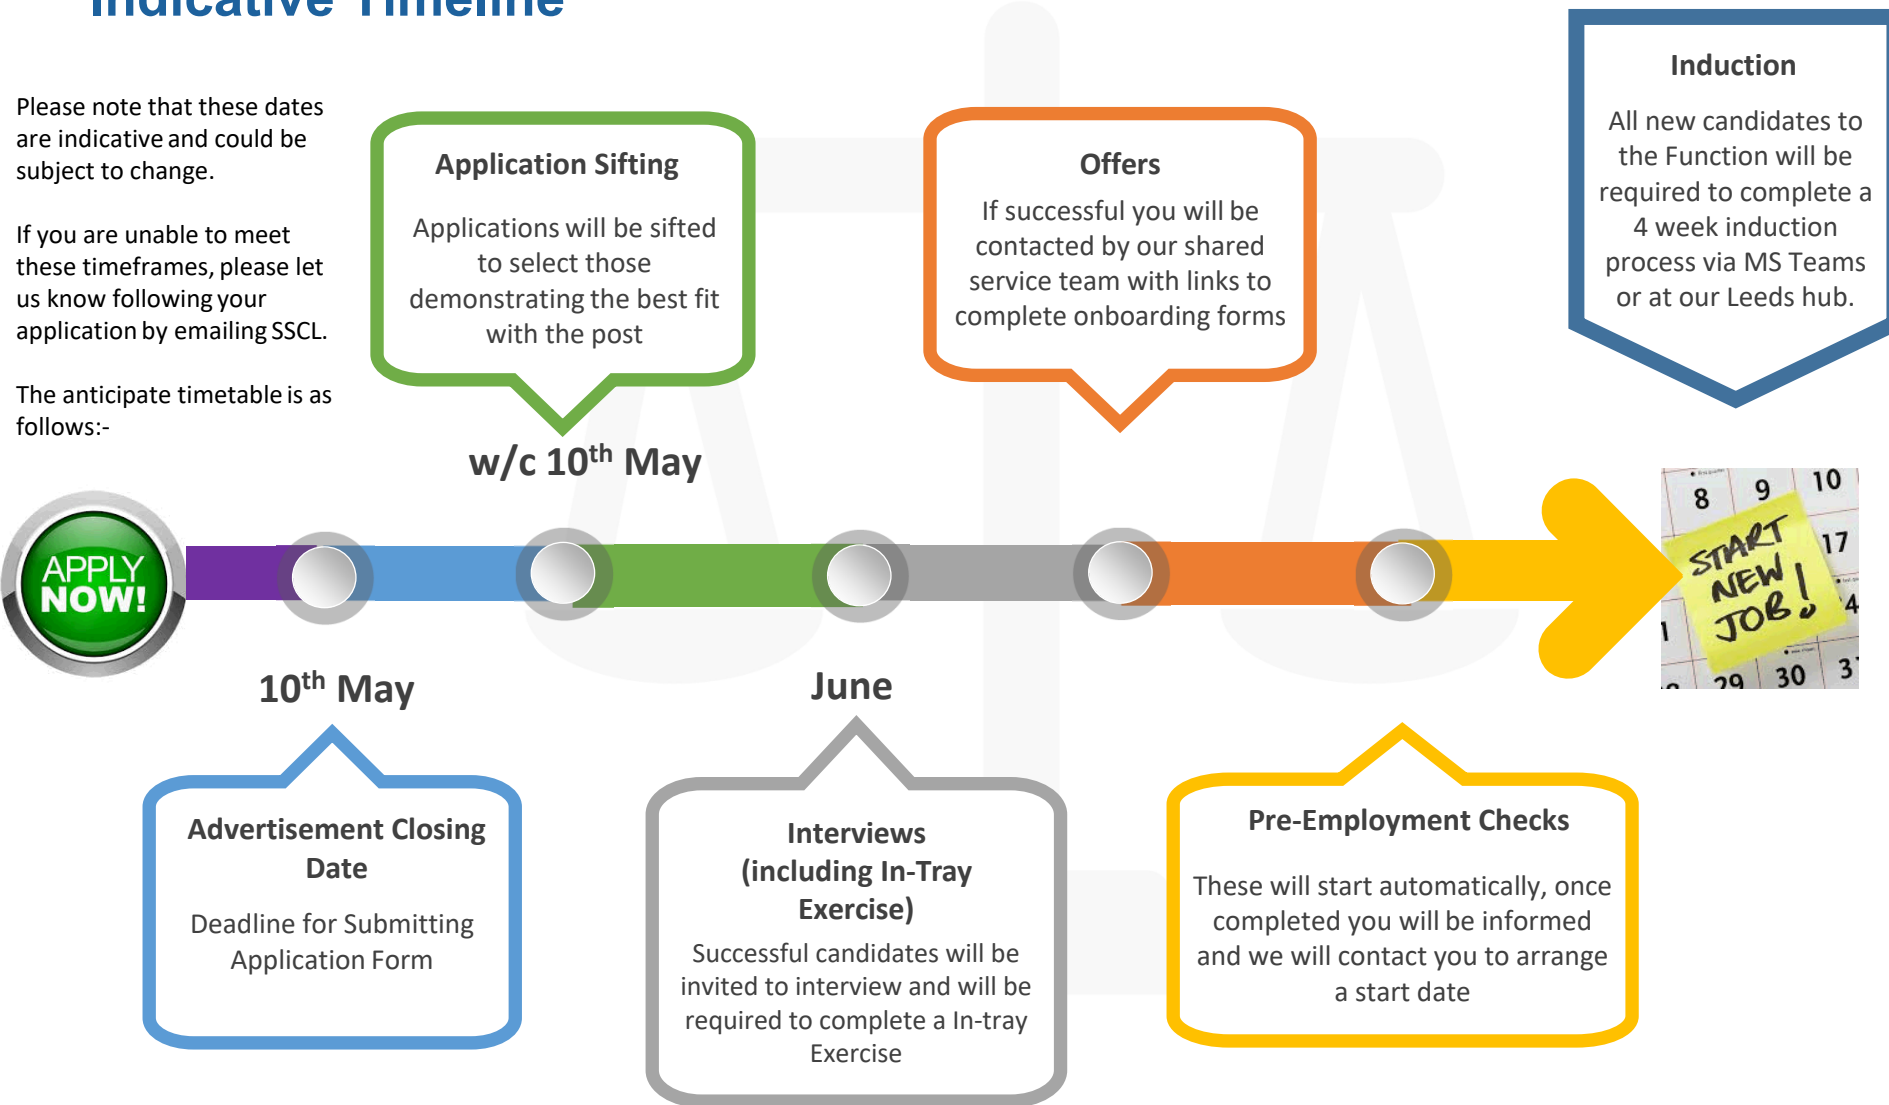 Indicative Timeline
Please note that these dates
are indicative and could be
subject to change.
If you are unable to meet
these timeframes, please let
us know following your
application by emailing SSCL.
The anticipate timetable is as
follows:-
Application Sifting
Applications will be sifted
to select those
demonstrating the best fit
with the post
w/c 10th May
Offers
If successful you will be
contacted by our shared
service team with links to
complete onboarding forms
Induction
All new candidates to
the Function will be
required to complete a
4 week induction
process via MS Teams
or at our Leeds hub.
APPLY
NOW!
8 9 10
17
START
NEW
JOB!
4
1
29 30 3
10th May
Advertisement Closing
Date
Deadline for Submitting
Application Form
June
Interviews
(including In-Tray
Exercise)
Successful candidates will be
invited to interview and will be
required to complete a In-tray
Exercise
Pre-Employment Checks
These will start automatically, once
completed you will be informed
and we will contact you to arrange
a start date